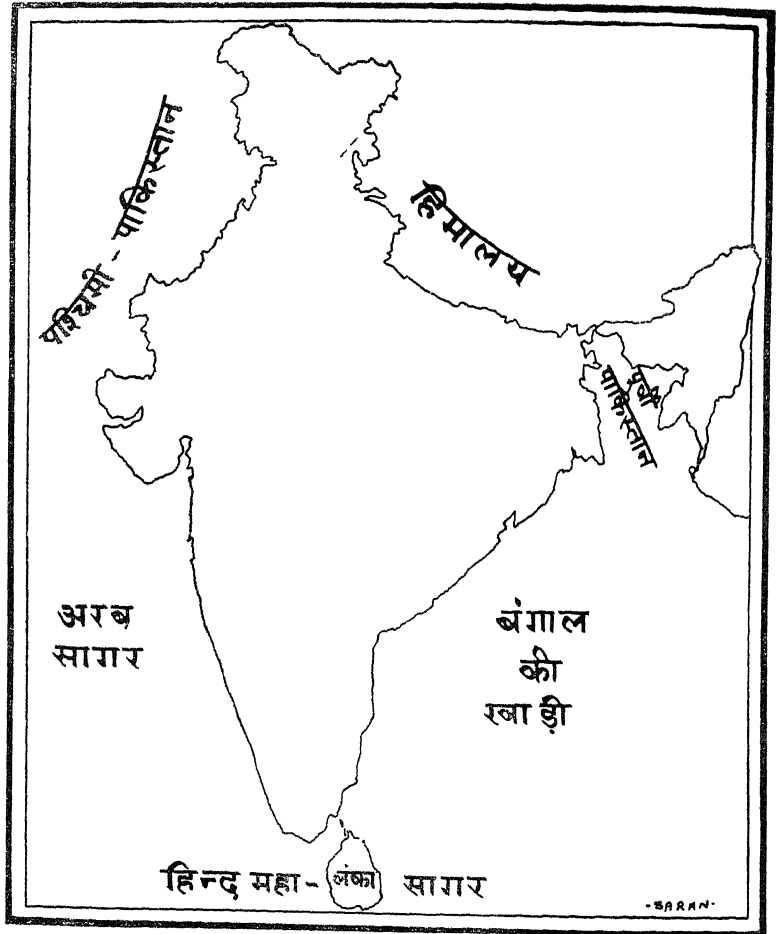 पश्चिमी - पाकिस्तान
हिमालय
पूर्वी
पाकिस्तान
अरब
सागर
बंगाल
की
खाड़ी
हिन्द महा - लंका सागर
-SARAN-